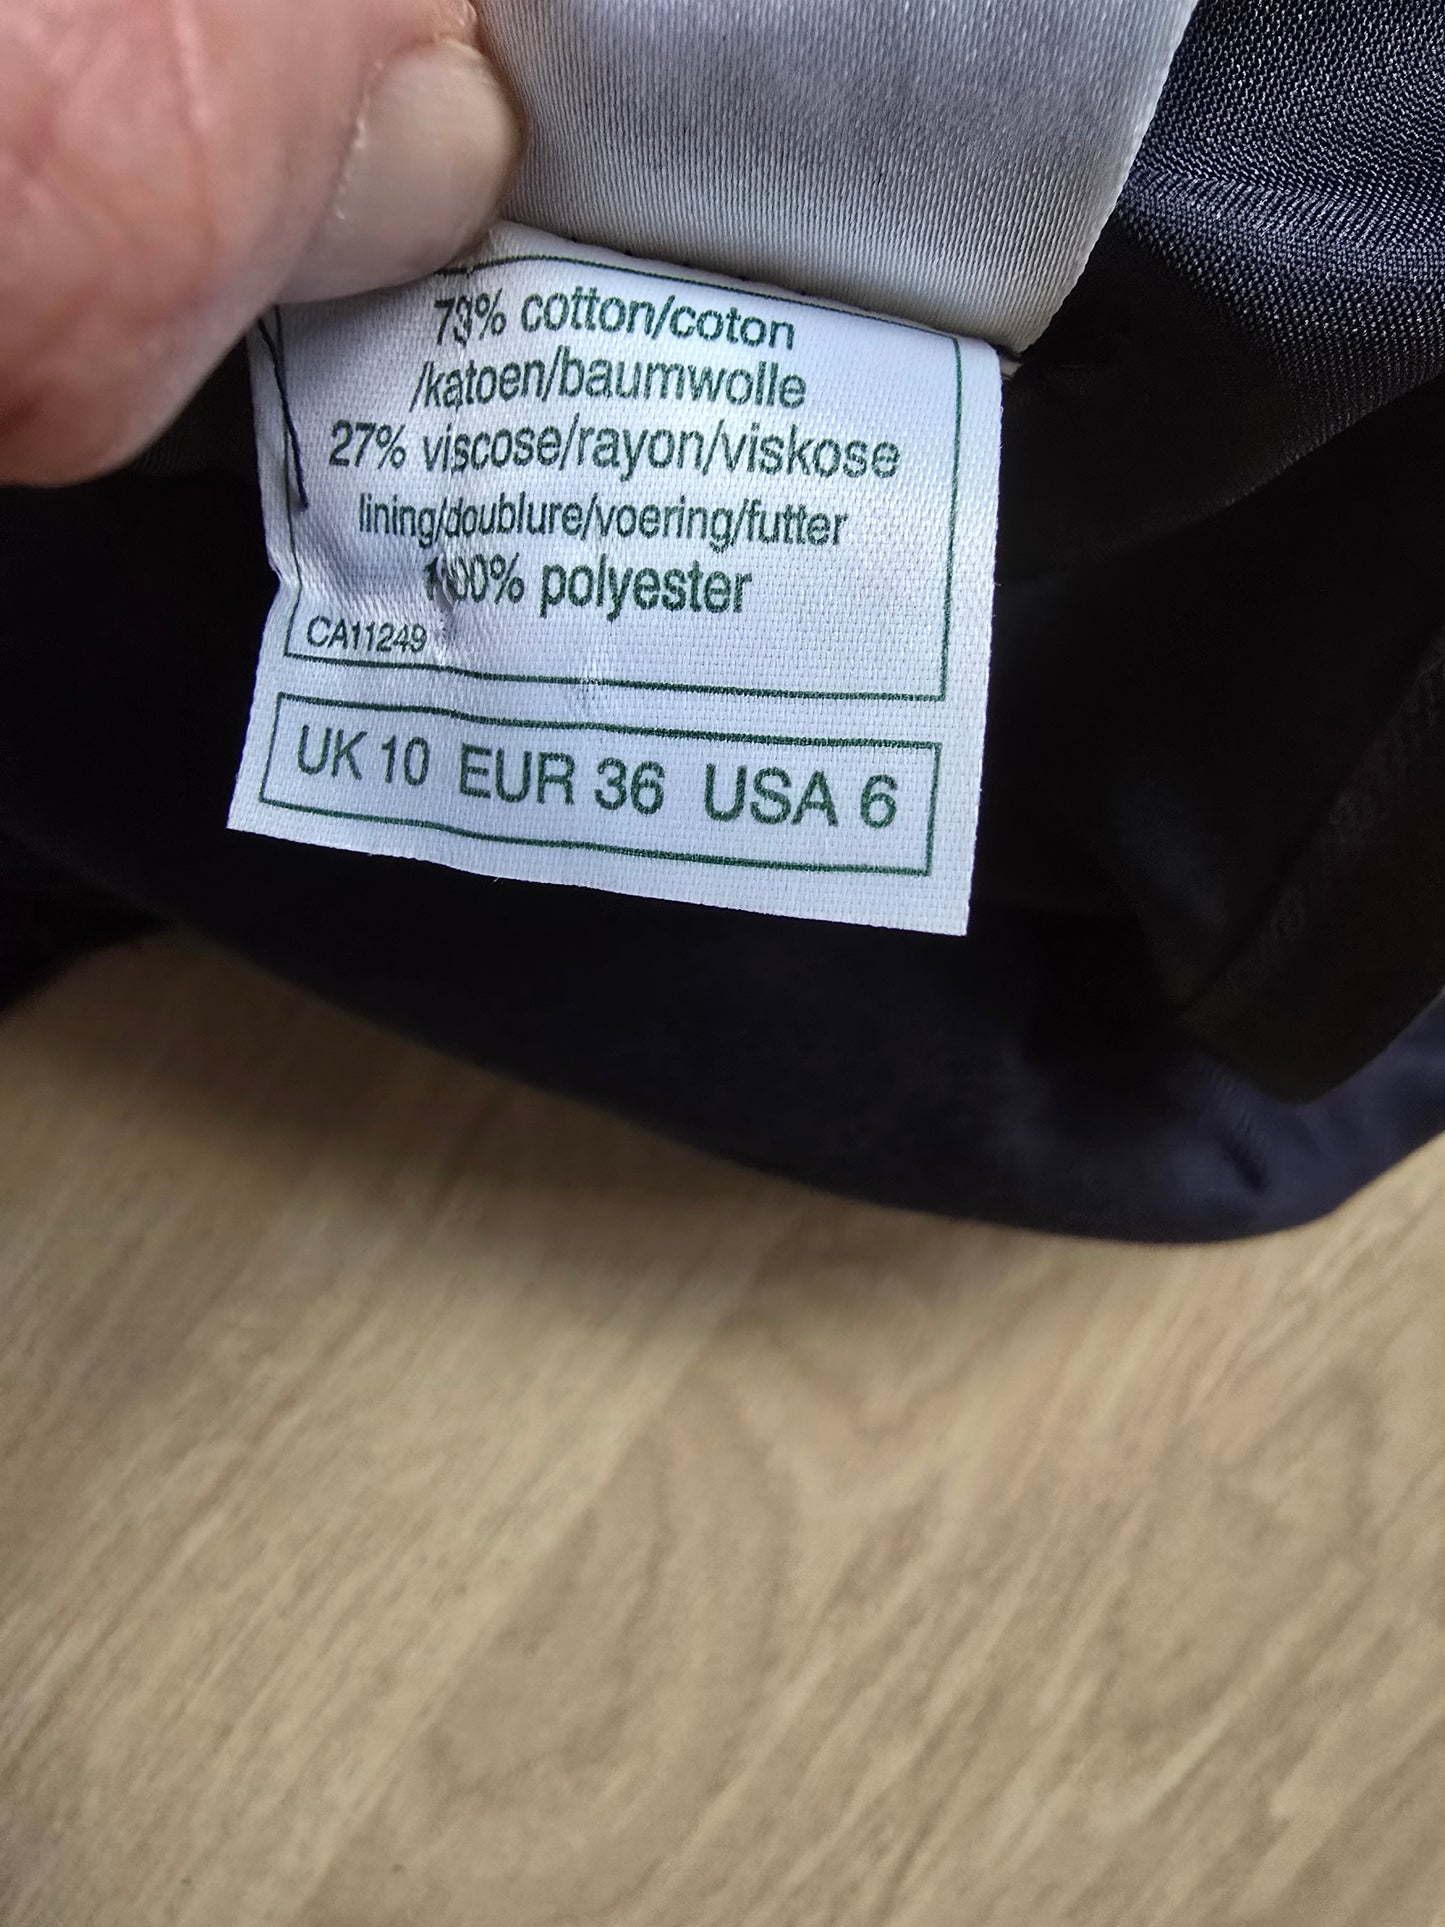 73% cotton/coton
/katoen/baumwolle
27% viscose/rayon/viskose
lining/doublure/voering/futter
100% polyester
CA11249
UK 10 EUR 36 USA 6